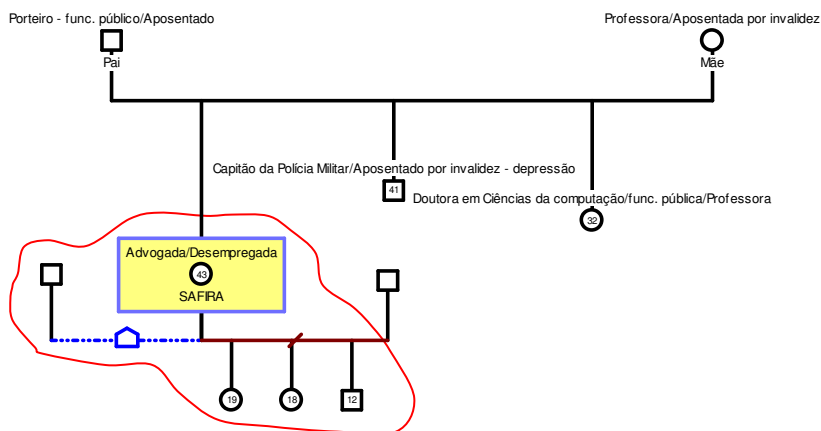 Porteiro - func. público/Aposentado
Professora/Aposentada por invalidez
Pai
Mãe
Capitão da Polícia Militar/Aposentado por invalidez - depressão
41
Doutora em Ciências da computação/func. pública/Professora
32
Advogada/Desempregada
43
SAFIRA
19
18
12